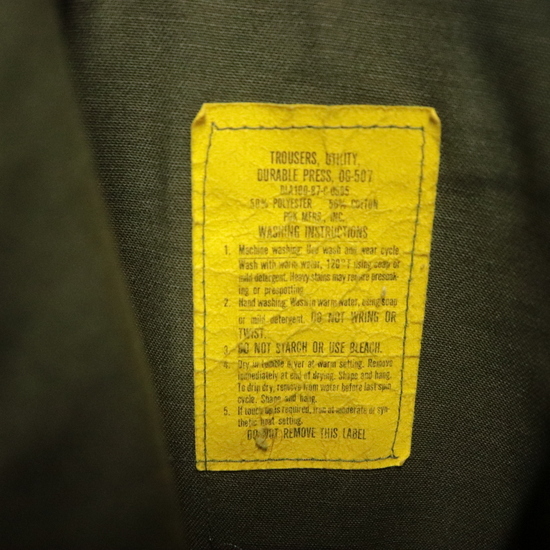 TROUSERS, UTILITY,
DURABLE PRESS, OG-507
50% POLYESTER 50% COTTON
INC.
WASHING INSTRUCTIONS
1. Machine washing: Use wash and wear cycle
Wash with warm water, 120°F using soap or
mild detergent. Heavy stains may require presoak-
ing or prespotting
2. Hand washing: Wash in warm water, using soap
or mild detergent. DO NOT WRING OR
TWIST.
3. DO NOT STARCH OR USE BLEACH.
4. Dry in tumble dryer at warm setting. Remove
immediately at end of drying. Shape and hang.
To drip dry, remove from water before last spin
cycle. Shape and hang.
5. If touch up is required, iron at moderate or syn-
thetic heat setting.
DO NOT REMOVE THIS LABEL